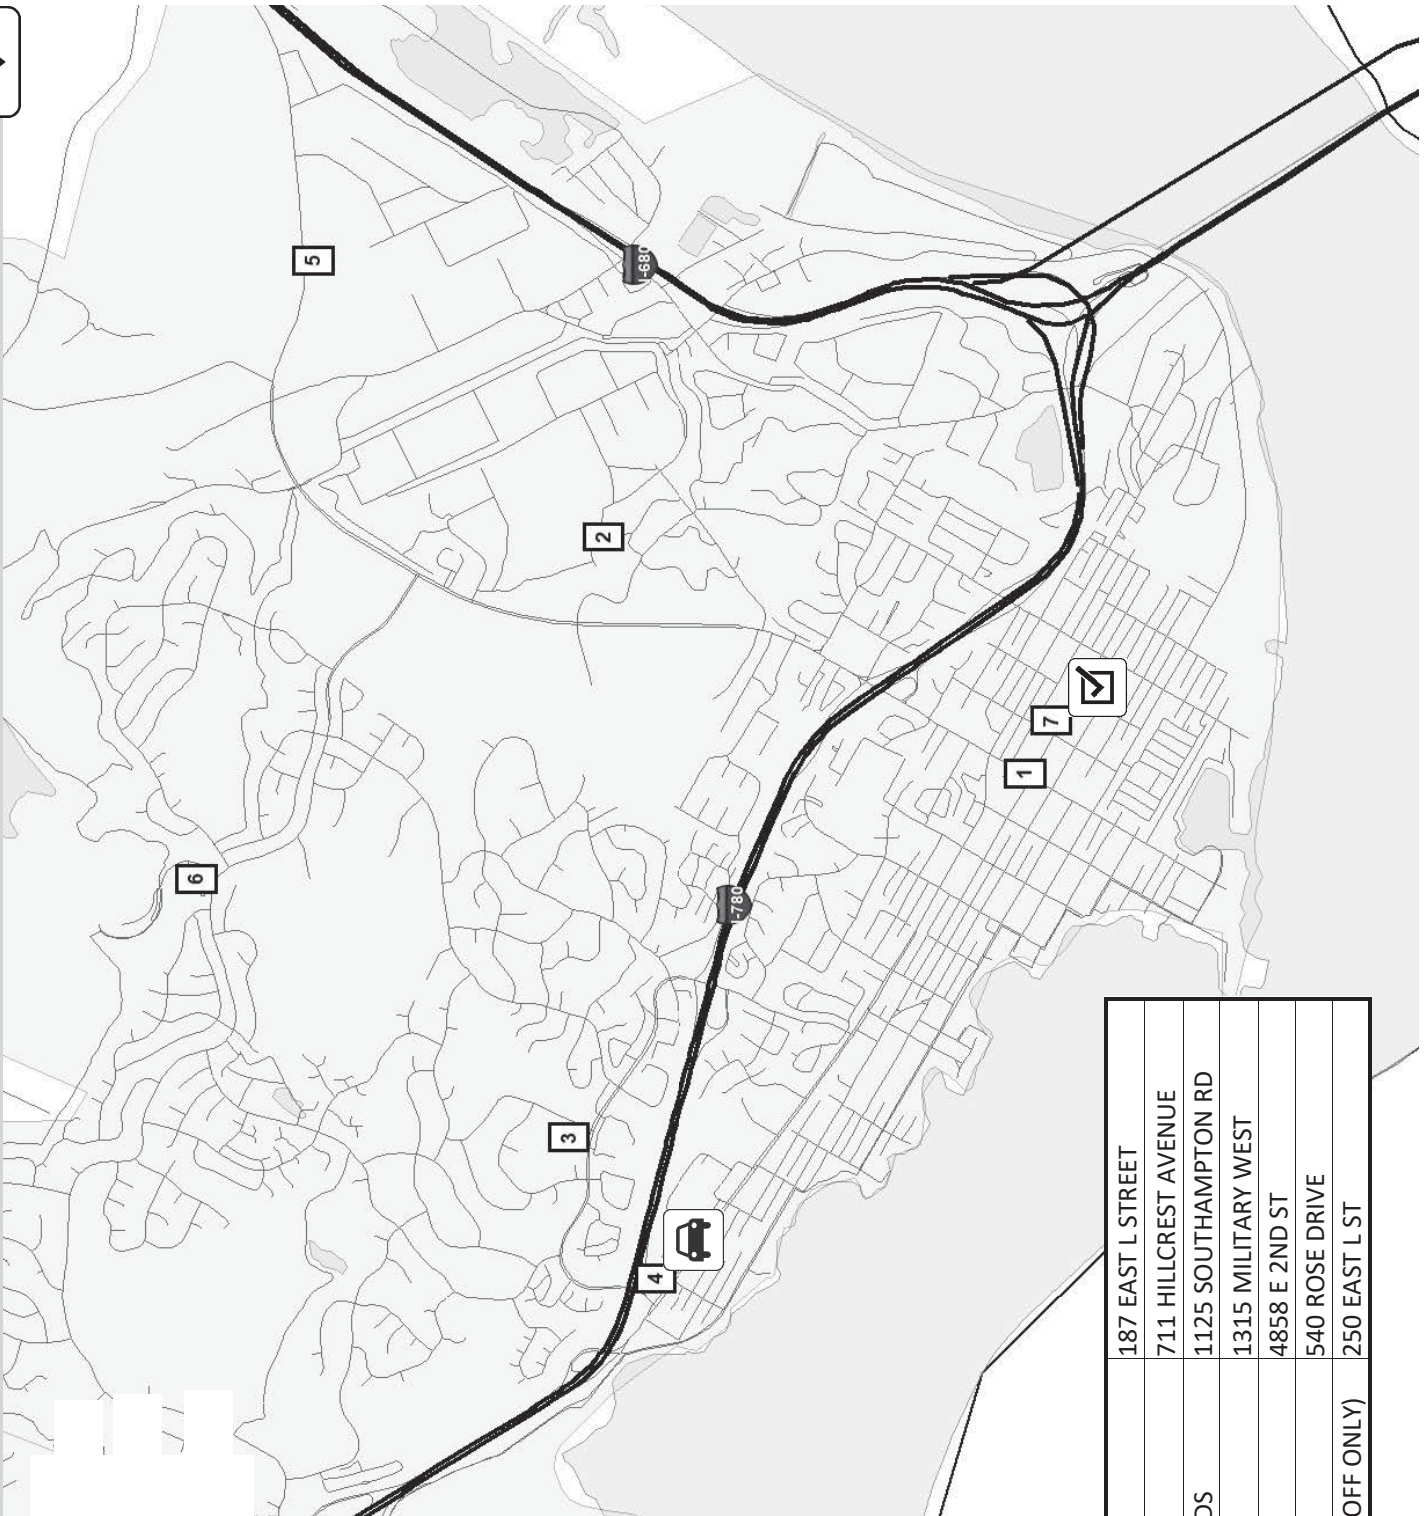 5
I-680
2
6
7
1
I-780
3
4
187 EAST L STREET
711 HILLCREST AVENUE
1125 SOUTHAMPTON RD
1315 MILITARY WEST
4858 E 2ND ST
540 ROSE DRIVE
OFF ONLY) 250 EAST L ST